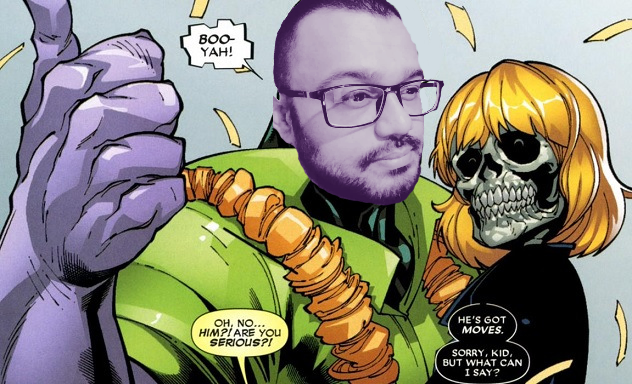 BOO-
YAH!
OH, NO...
HIM?! ARE YOU
SERIOUS?!
HE'S GOT
MOVES.
SORRY, KID,
BUT WHAT CAN
I SAY?